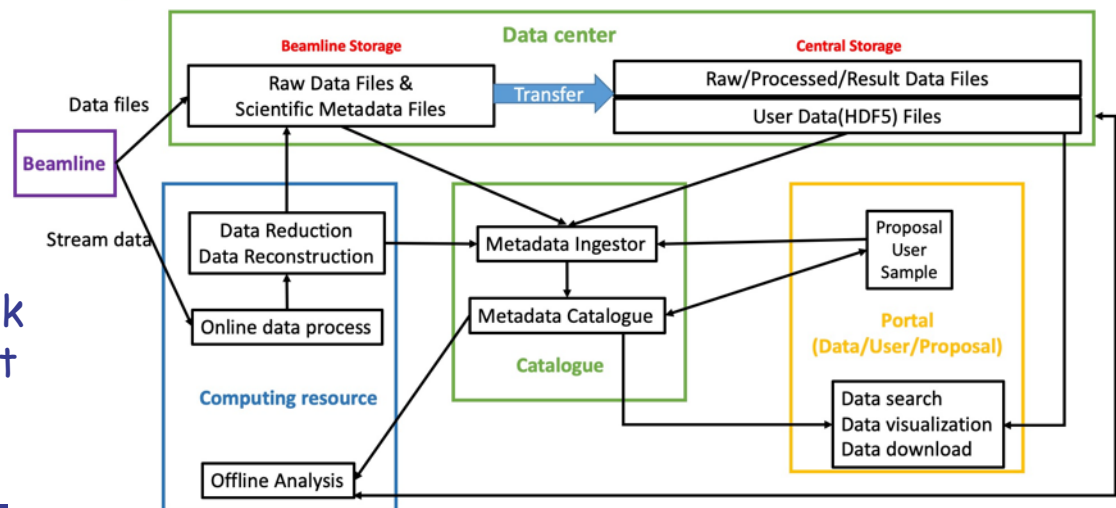 Data center
Beamline Storage
Central Storage
Raw Data Files &
Scientific Metadata Files
Transfer
Raw/Processed/Result Data Files
User Data(HDF5) Files
Data files
Beamline
Stream data
Data Reduction
Data Reconstruction
Online data process
Computing resource
Offline Analysis
Metadata Ingestor
Metadata Catalogue
Catalogue
Proposal
User
Sample
Portal
(Data/User/Proposal)
Data search
Data visualization
Data download
k
t